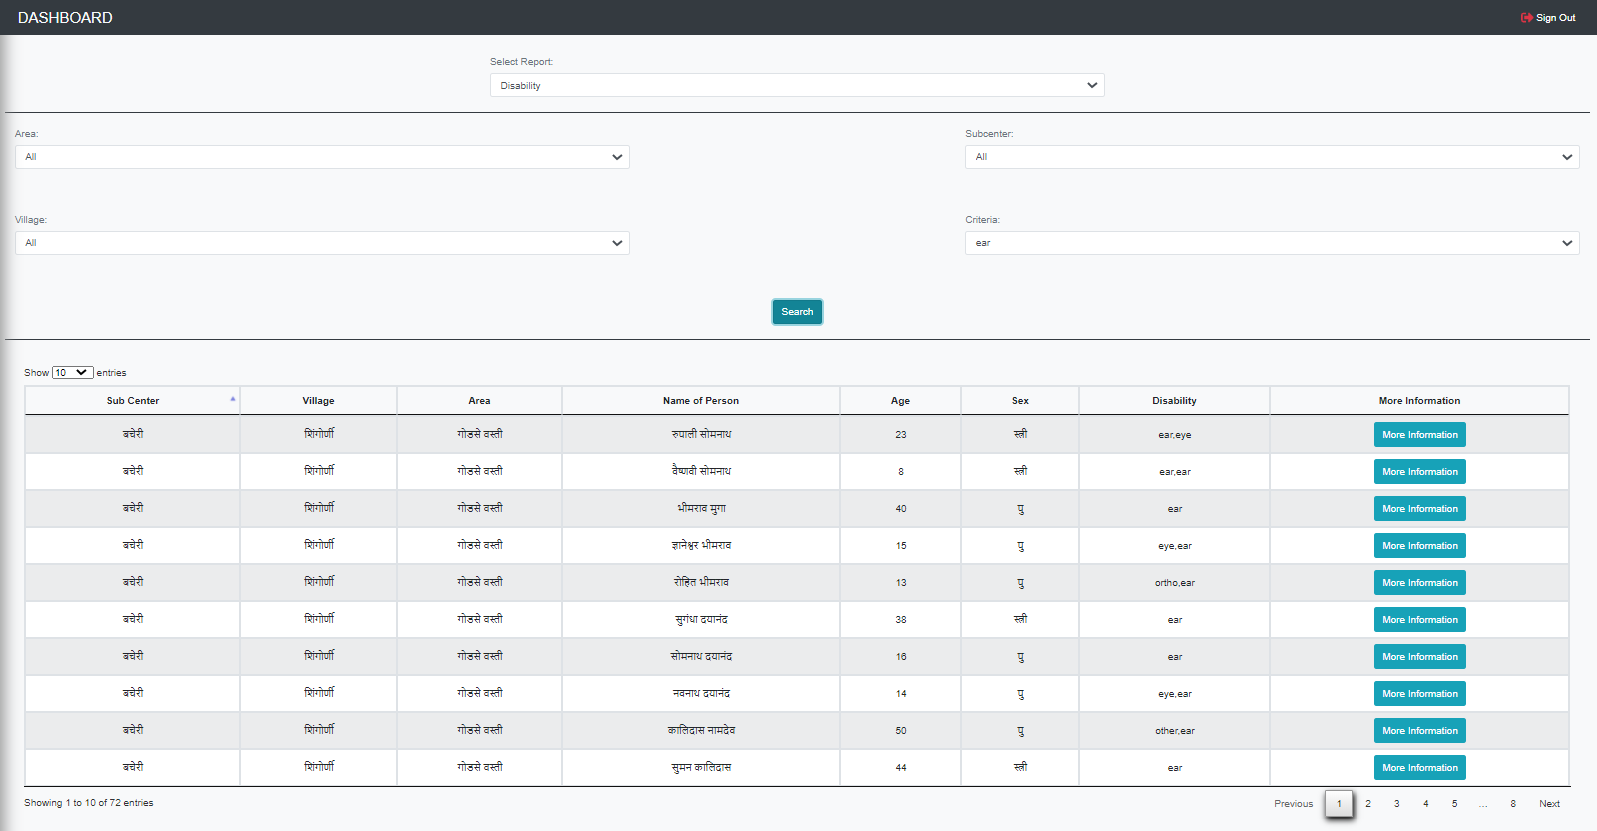 DASHBOARD Sign Out
Select Report:
Disability
Area: Subcenter:
All All
Village: Criteria:
All ear
Search
Show 10 entries
Sub Center Village Area Name of Person Age Sex Disability More Information
बचेरी शिंगोर्णी गोडसे वस्ती रुपाली सोमनाथ 23 स्त्री ear,eye More Information
बचेरी शिंगोर्णी गोडसे वस्ती वैष्णवी सोमनाथ 8 स्त्री ear,ear More Information
बचेरी शिंगोर्णी गोडसे वस्ती भीमराव मुगा 40 पु ear More Information
बचेरी शिंगोर्णी गोडसे वस्ती ज्ञानेश्वर भीमराव 15 पु eye,ear More Information
बचेरी शिंगोर्णी गोडसे वस्ती रोहित भीमराव 13 पु ortho,ear More Information
बचेरी शिंगोर्णी गोडसे वस्ती सुगंधा दयानंद 38 स्त्री ear More Information
बचेरी शिंगोर्णी गोडसे वस्ती सोमनाथ दयानंद 16 पु ear More Information
बचेरी शिंगोर्णी गोडसे वस्ती नवनाथ दयानंद 14 पु eye,ear More Information
बचेरी शिंगोर्णी गोडसे वस्ती कालिदास नामदेव 50 पु other,ear More Information
बचेरी शिंगोर्णी गोडसे वस्ती सुमन कालिदास 44 स्त्री ear More Information
Showing 1 to 10 of 72 entries Previous 1 2 3 4 5 … 8 Next